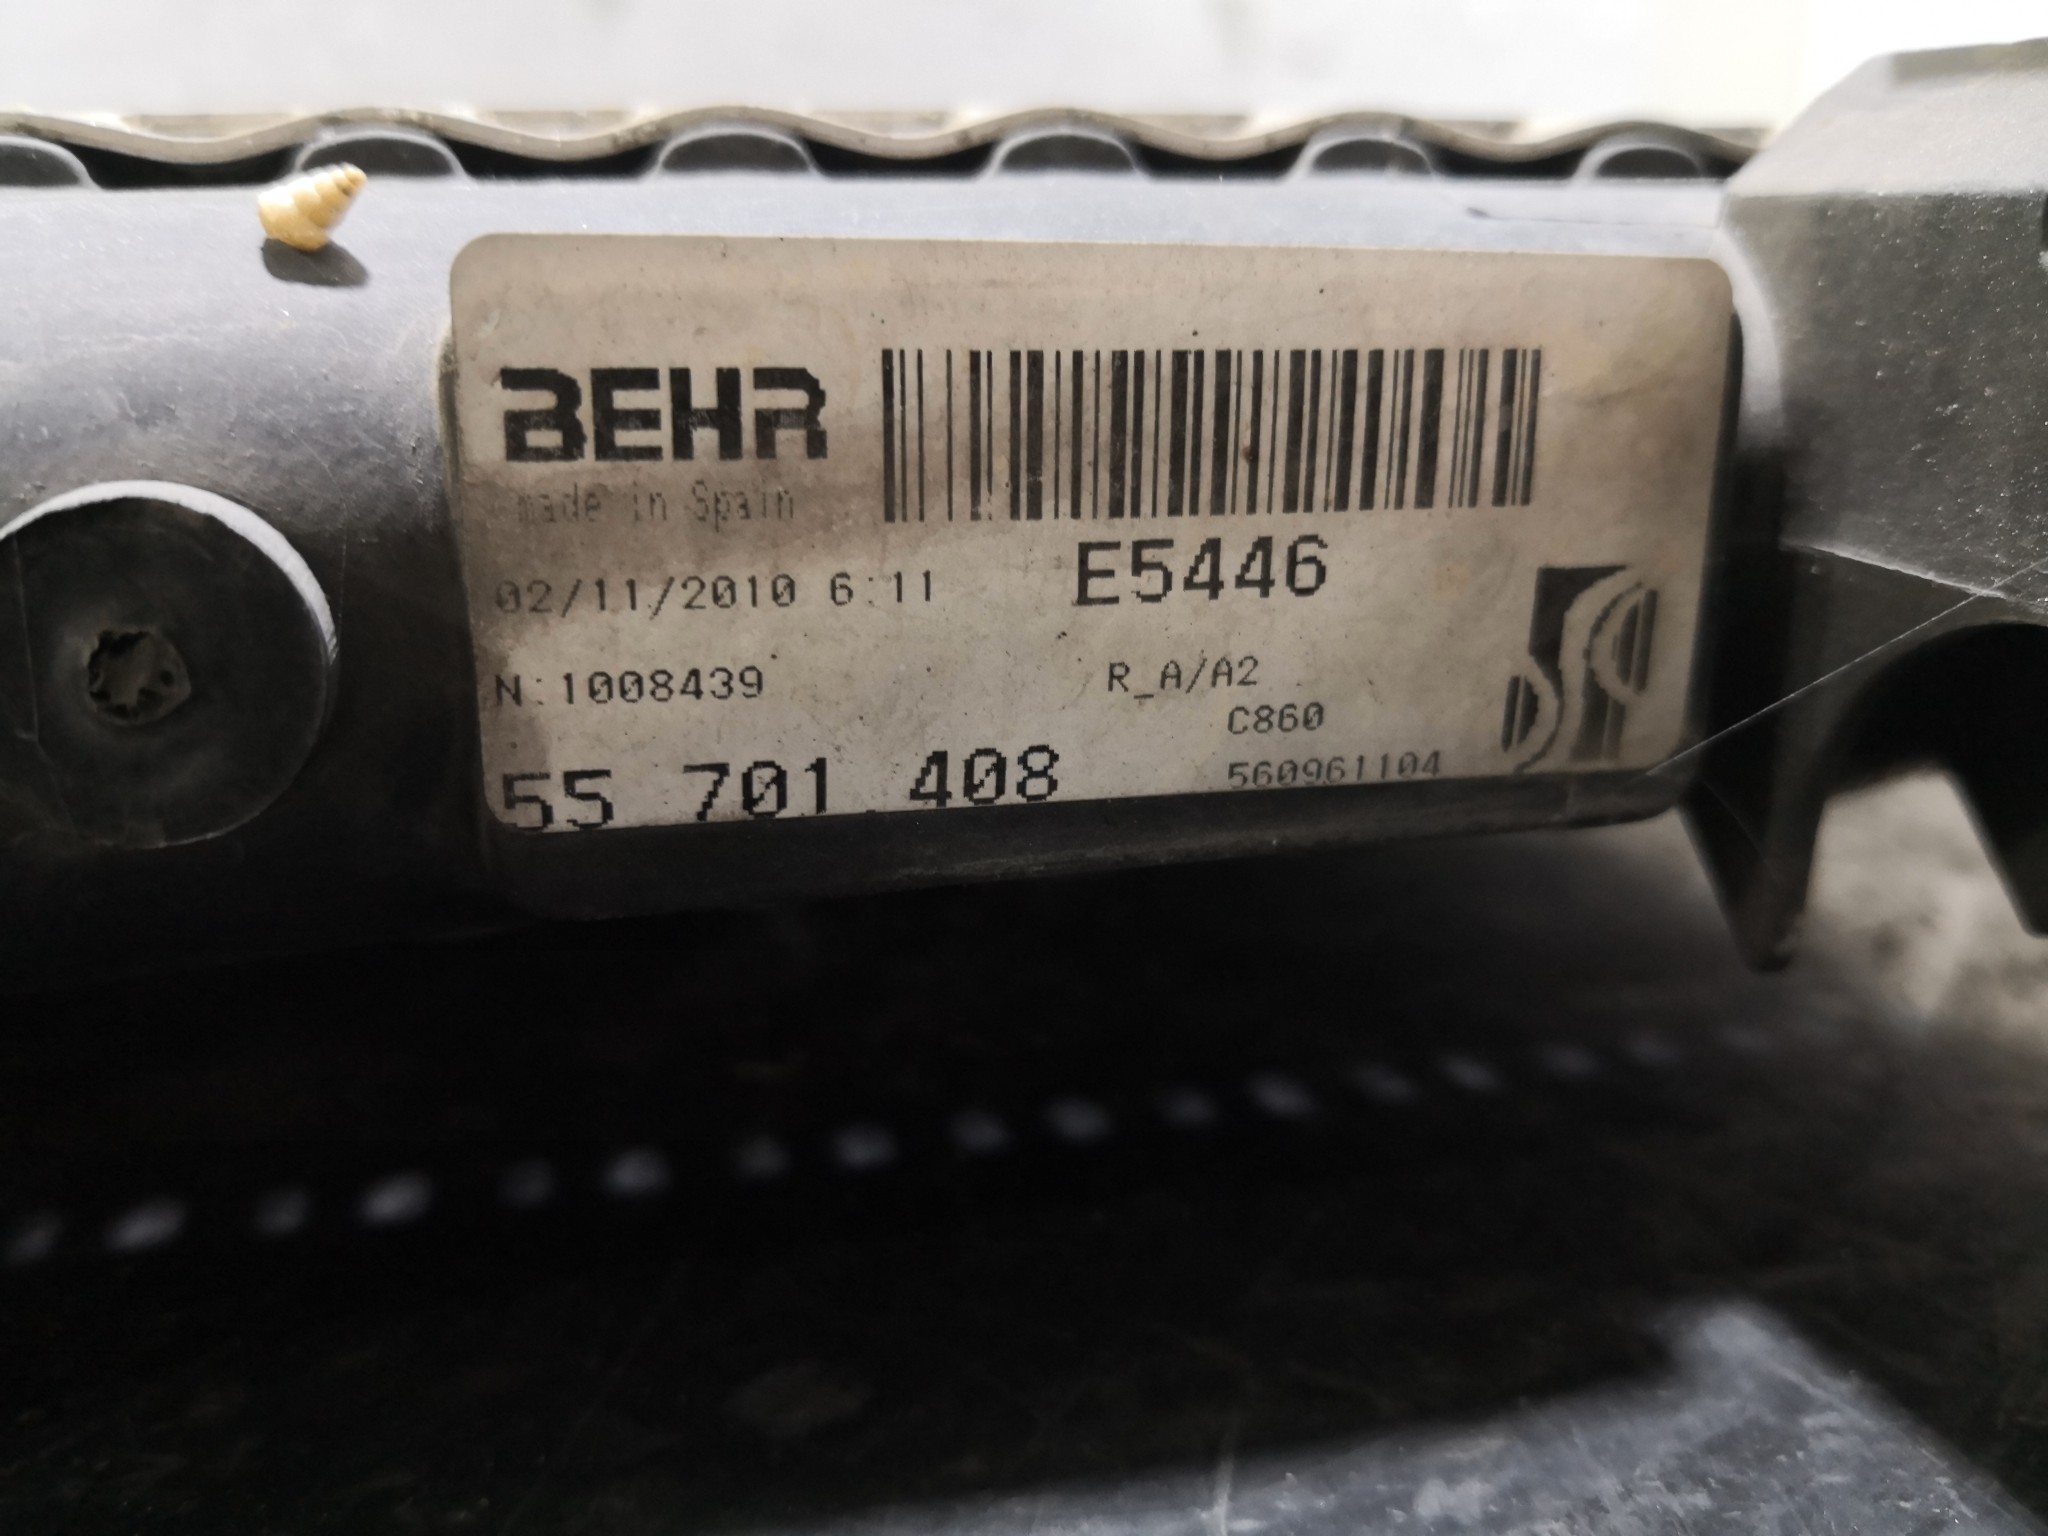 BEHR
made in Spain
02/11/2010 6:11 E5446
N:1008439 R_A/A2
C860
55 701 408 560961104